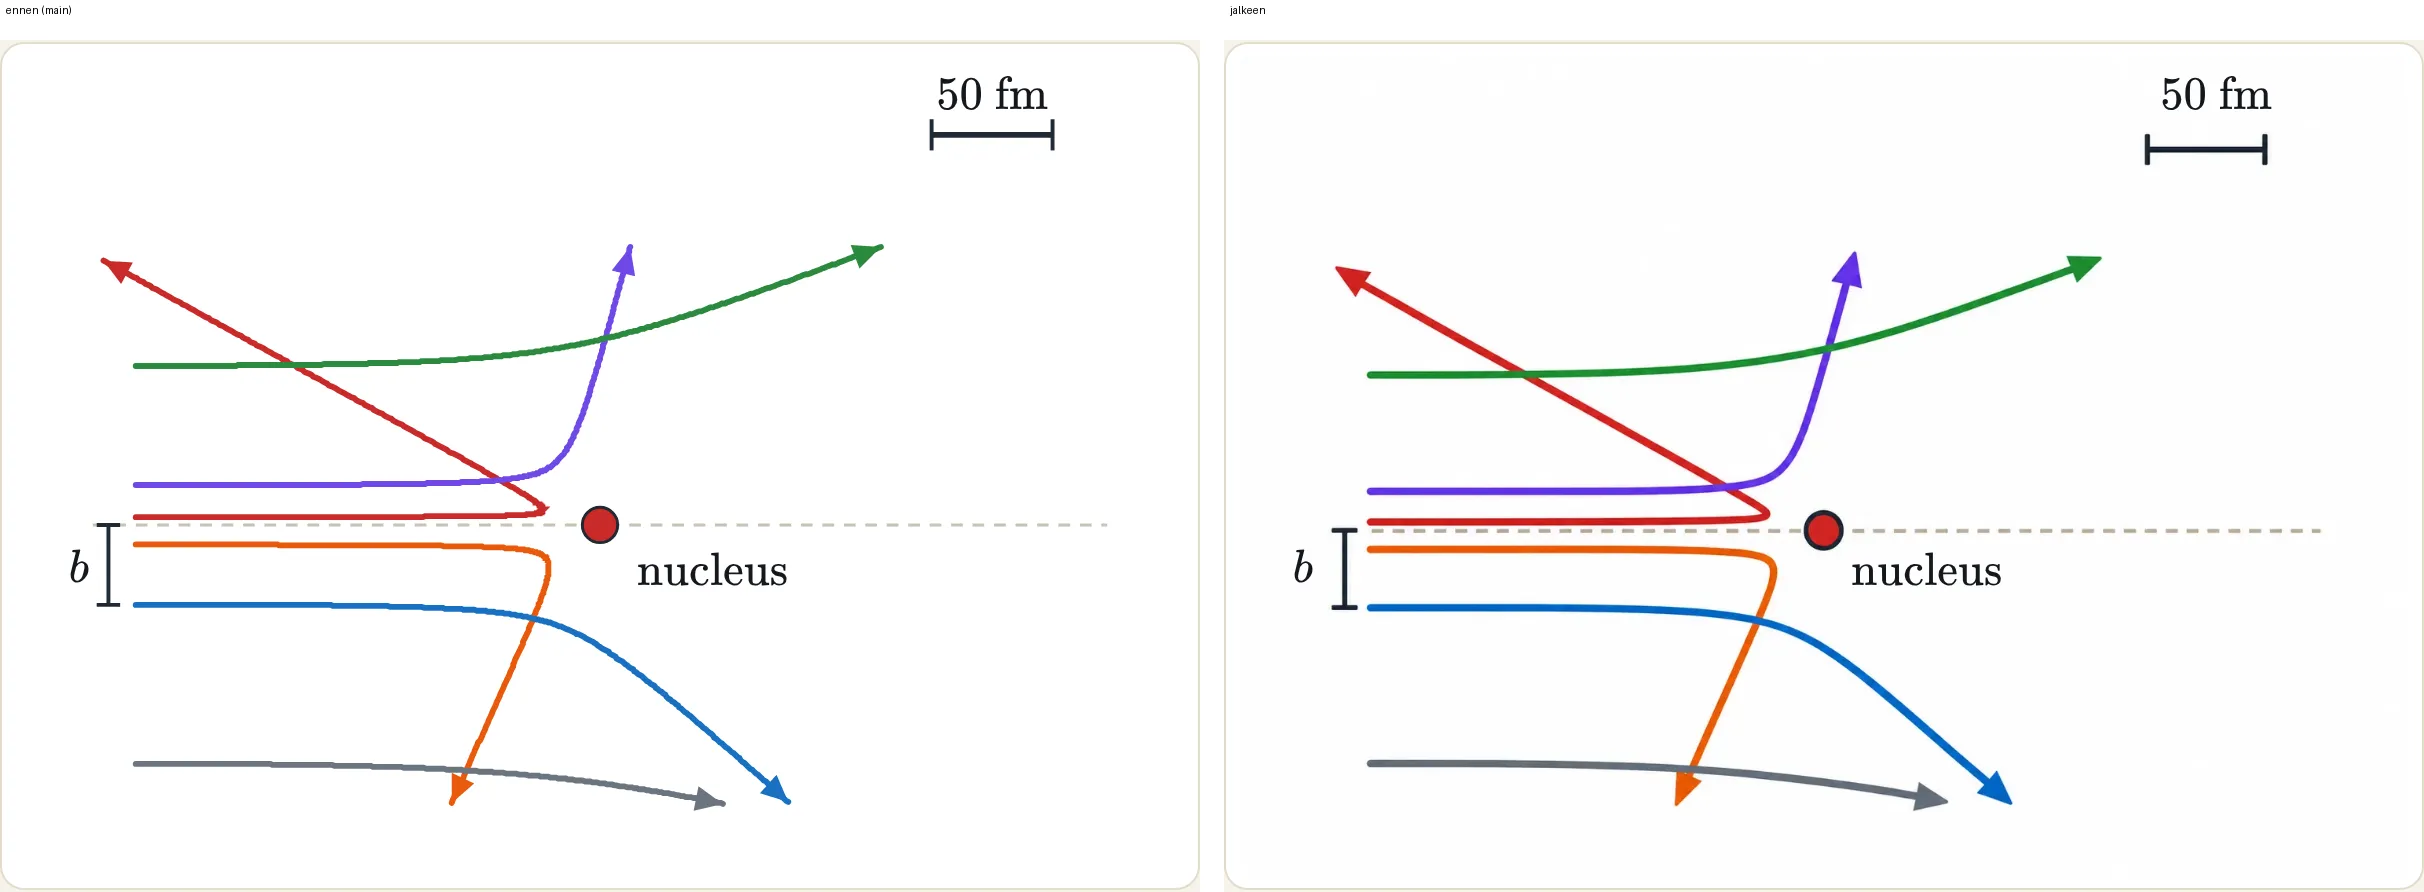 ennen (main)
50 fm
nucleus
b
jalkeen
50 fm
nucleus
b